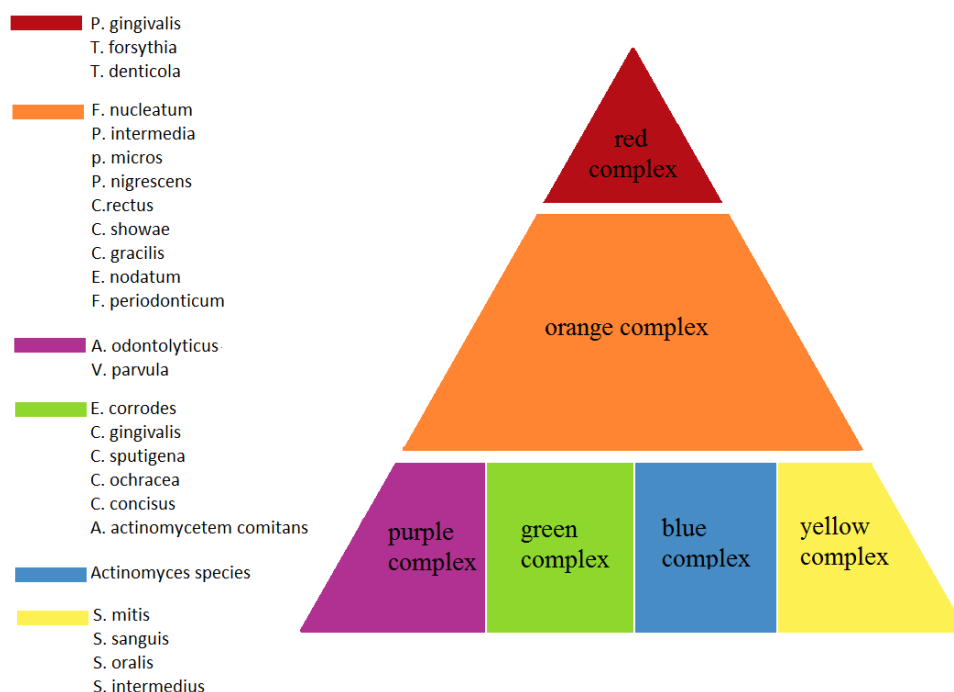 P. gingivalis
T. forsythia
T. denticola
F. nucleatum
P. intermedia
p. micros
P. nigrescens
C.rectus
C. showae
C. gracilis
E. nodatum
F. periodonticum
A. odontolyticus
V. parvula
E. corrodes
C. gingivalis
C. sputigena
C. ochracea
C. concisus
A. actinomycetem comitans
Actinomyces species
S. mitis
S. sanguis
S. oralis
S. intermedius
red
complex
orange complex
purple
complex
green
complex
blue
complex
yellow
complex